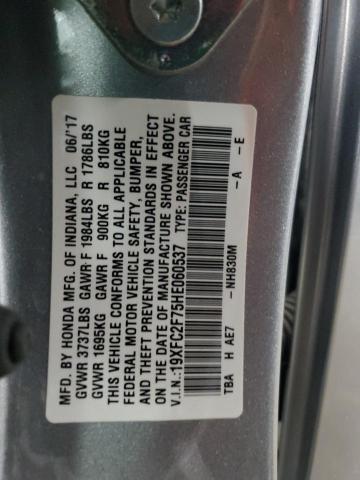 MFD. BY HONDA MFG. OF INDIANA, LLC 06/'17
GVWR 3737LBS GAWR F 1984LBS R 1786LBS
GVWR 1695KG GAWR F 900KG R 810KG
THIS VEHICLE CONFORMS TO ALL APPLICABLE
FEDERAL MOTOR VEHICLE SAFETY, BUMPER,
AND THEFT PREVENTION STANDARDS IN EFFECT
ON THE DATE OF MANUFACTURE SHOWN ABOVE.
V.I.N.: 19XFC2F75HE060537 TYPE: PASSENGER CAR
TBA H AE7 -NH830M -A -E